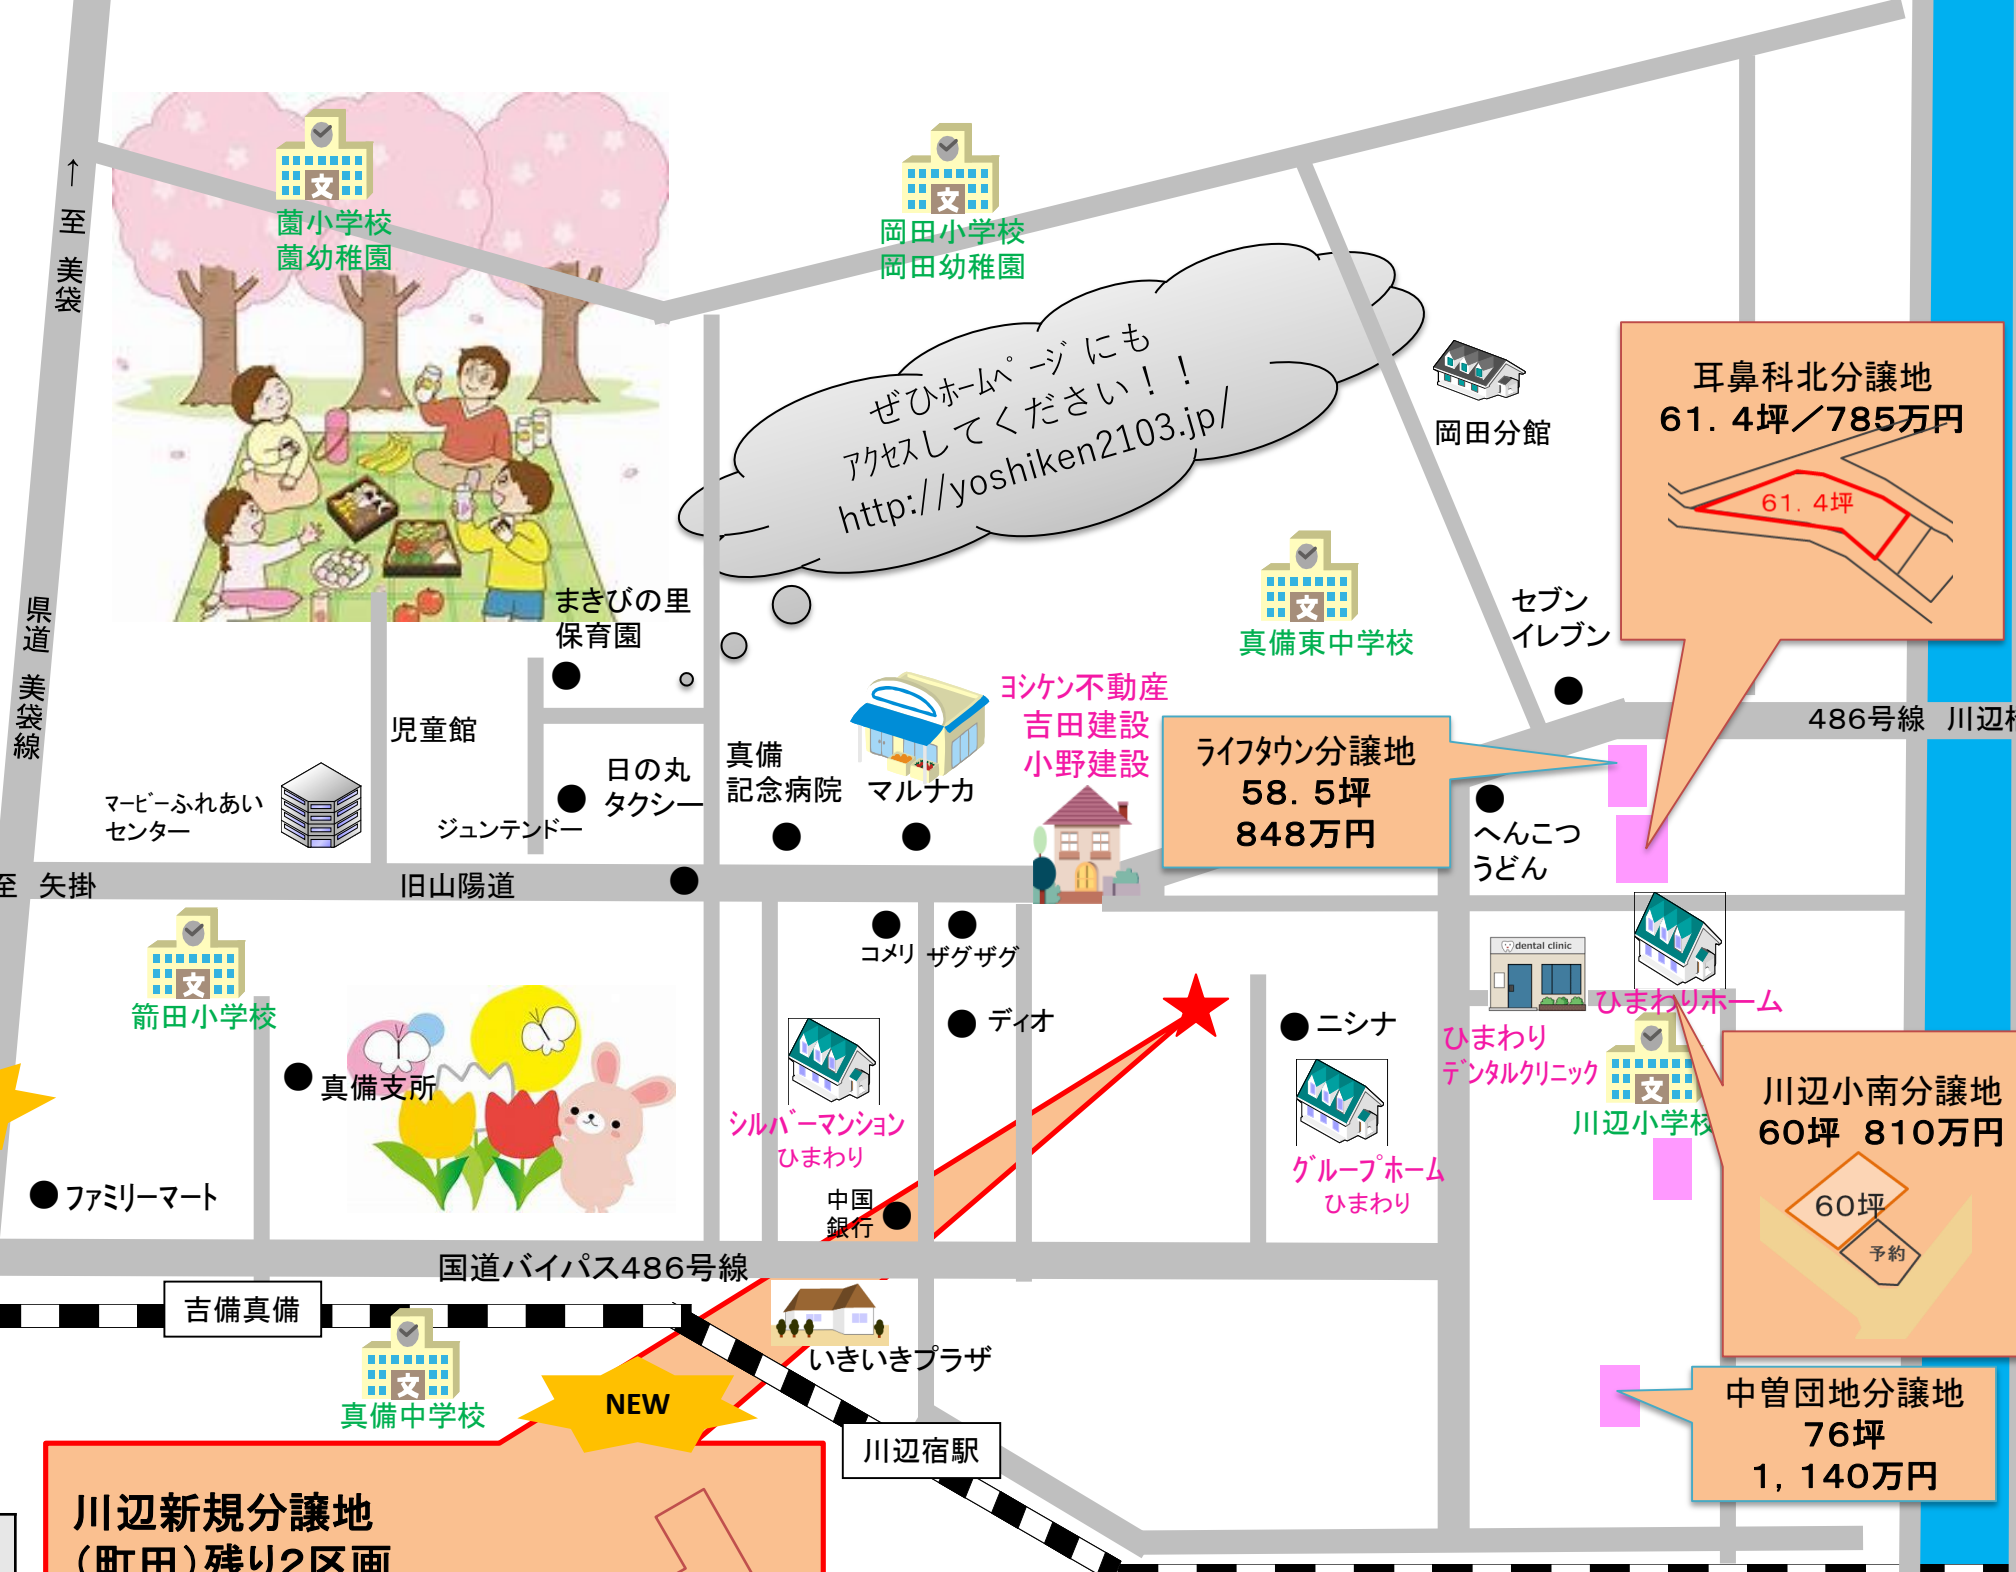 ↑ 至 美袋
薗小学校
薗幼稚園
岡田小学校
岡田幼稚園
ぜひホームページにも
アクセスしてください！！
http://yoshiken2103.jp/
岡田分館
耳鼻科北分譲地
61．4坪／785万円
61．4坪
県道 美袋線
まきびの里
保育園
真備東中学校
セブン
イレブン
児童館
ヨシケン不動産
吉田建設
小野建設
486号線 川辺
ライフタウン分譲地
58．5坪
848万円
マービーふれあい
センター
ジュンテンドー
日の丸
タクシー
真備
記念病院
マルナカ
へんこつ
うどん
至 矢掛
旧山陽道
コメリ
ザグザグ
dental clinic
ひまわりホーム
箭田小学校
ディオ
ニシナ
ひまわり
デンタルクリニック
真備支所
シルバーマンション
ひまわり
川辺小学校
川辺小南分譲地
60坪 810万円
60坪
予約
グループホーム
ひまわり
ファミリーマート
中国
銀行
国道バイパス486号線
吉備真備
いきいきプラザ
真備中学校
NEW
川辺宿駅
中曽団地分譲地
76坪
1，140万円
川辺新規分譲地
（町田）残り2区画